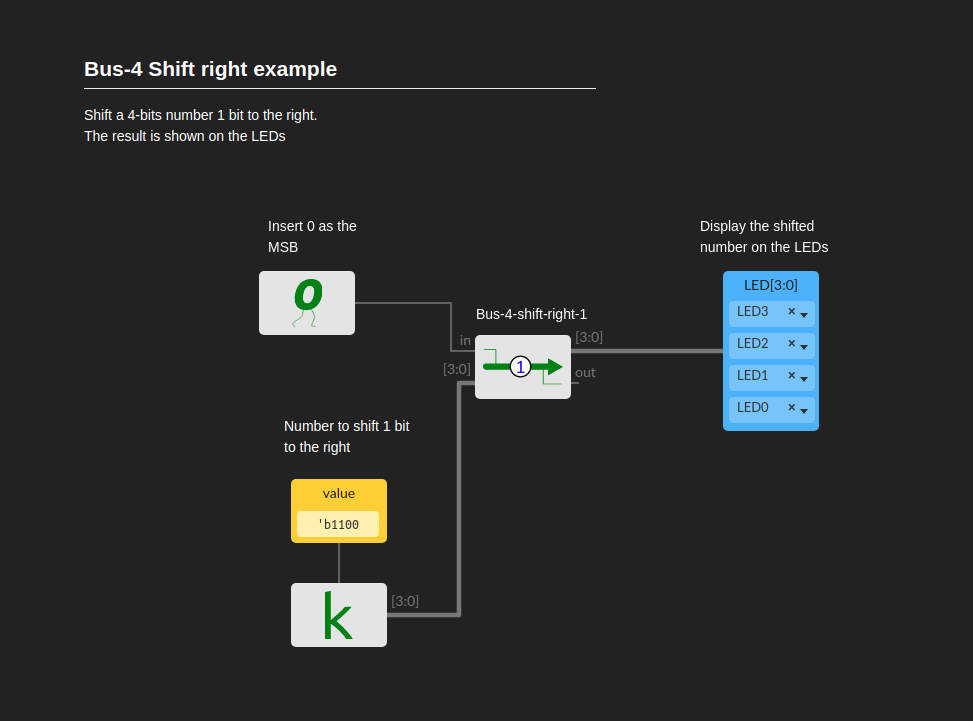 Bus-4 Shift right example
Shift a 4-bits number 1 bit to the right.
The result is shown on the LEDs
Insert 0 as the
MSB
0
Display the shifted
number on the LEDs
LED[3:0]
LED3 ×
LED2 ×
LED1 ×
LED0 ×
Bus-4-shift-right-1
in
[3:0]
[3:0]
out
1
Number to shift 1 bit
to the right
value
'b1100
k
[3:0]